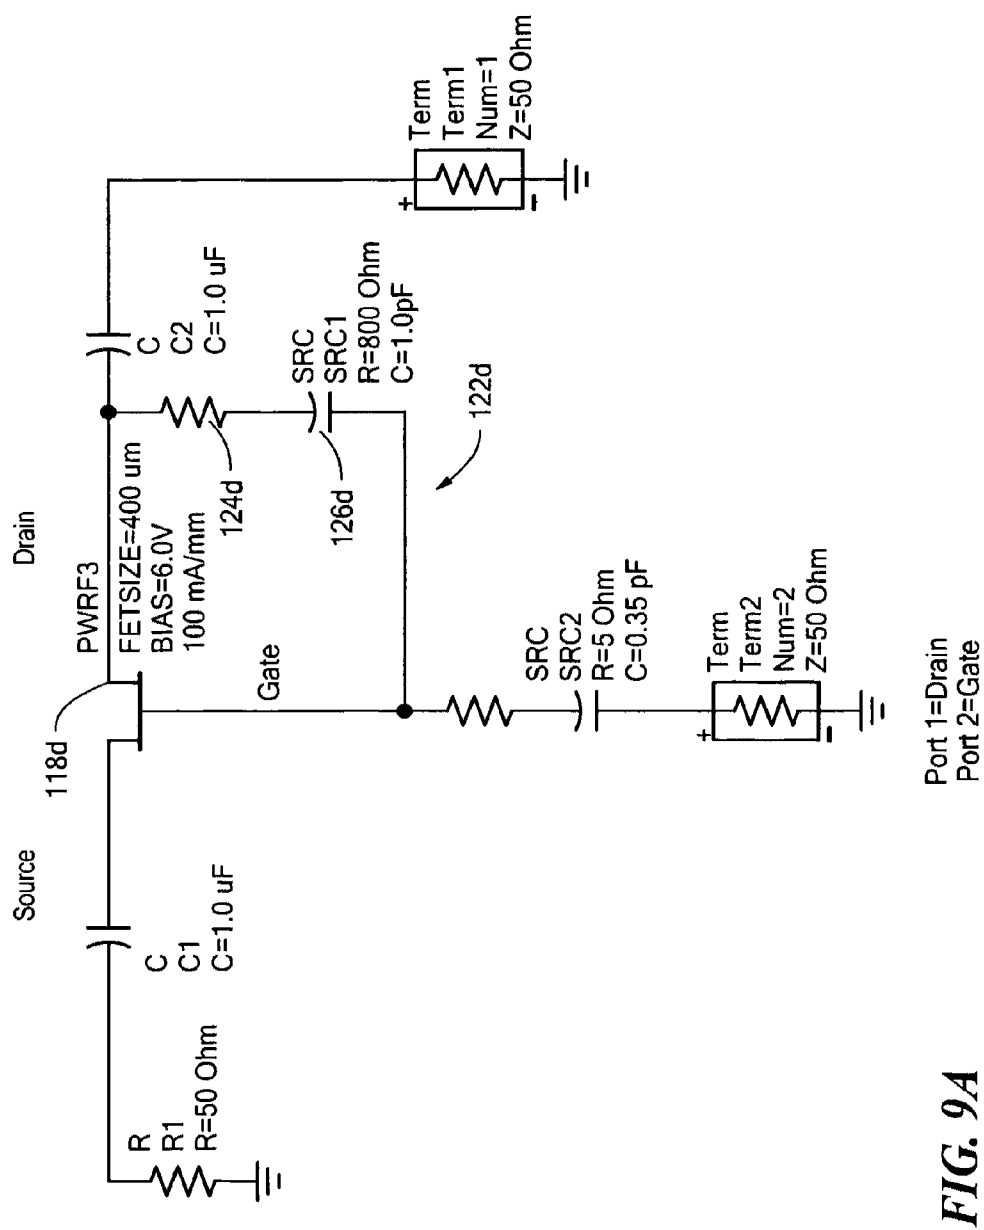 Source
Drain
118d
PWRF3
FETSIZE=400 um
BIAS=6.0V
100 mA/mm
R
R1
R=50 Ohm
C
C1
C=1.0 uF
Gate
124d
126d
C
C2
C=1.0 uF
SRC
SRC1
R=800 Ohm
C=1.0pF
122d
+
-
Term
Term1
Num=1
Z=50 Ohm
SRC
SRC2
R=5 Ohm
C=0.35 pF
+
-
Term
Term2
Num=2
Z=50 Ohm
Port 1=Drain
Port 2=Gate
FIG. 9A